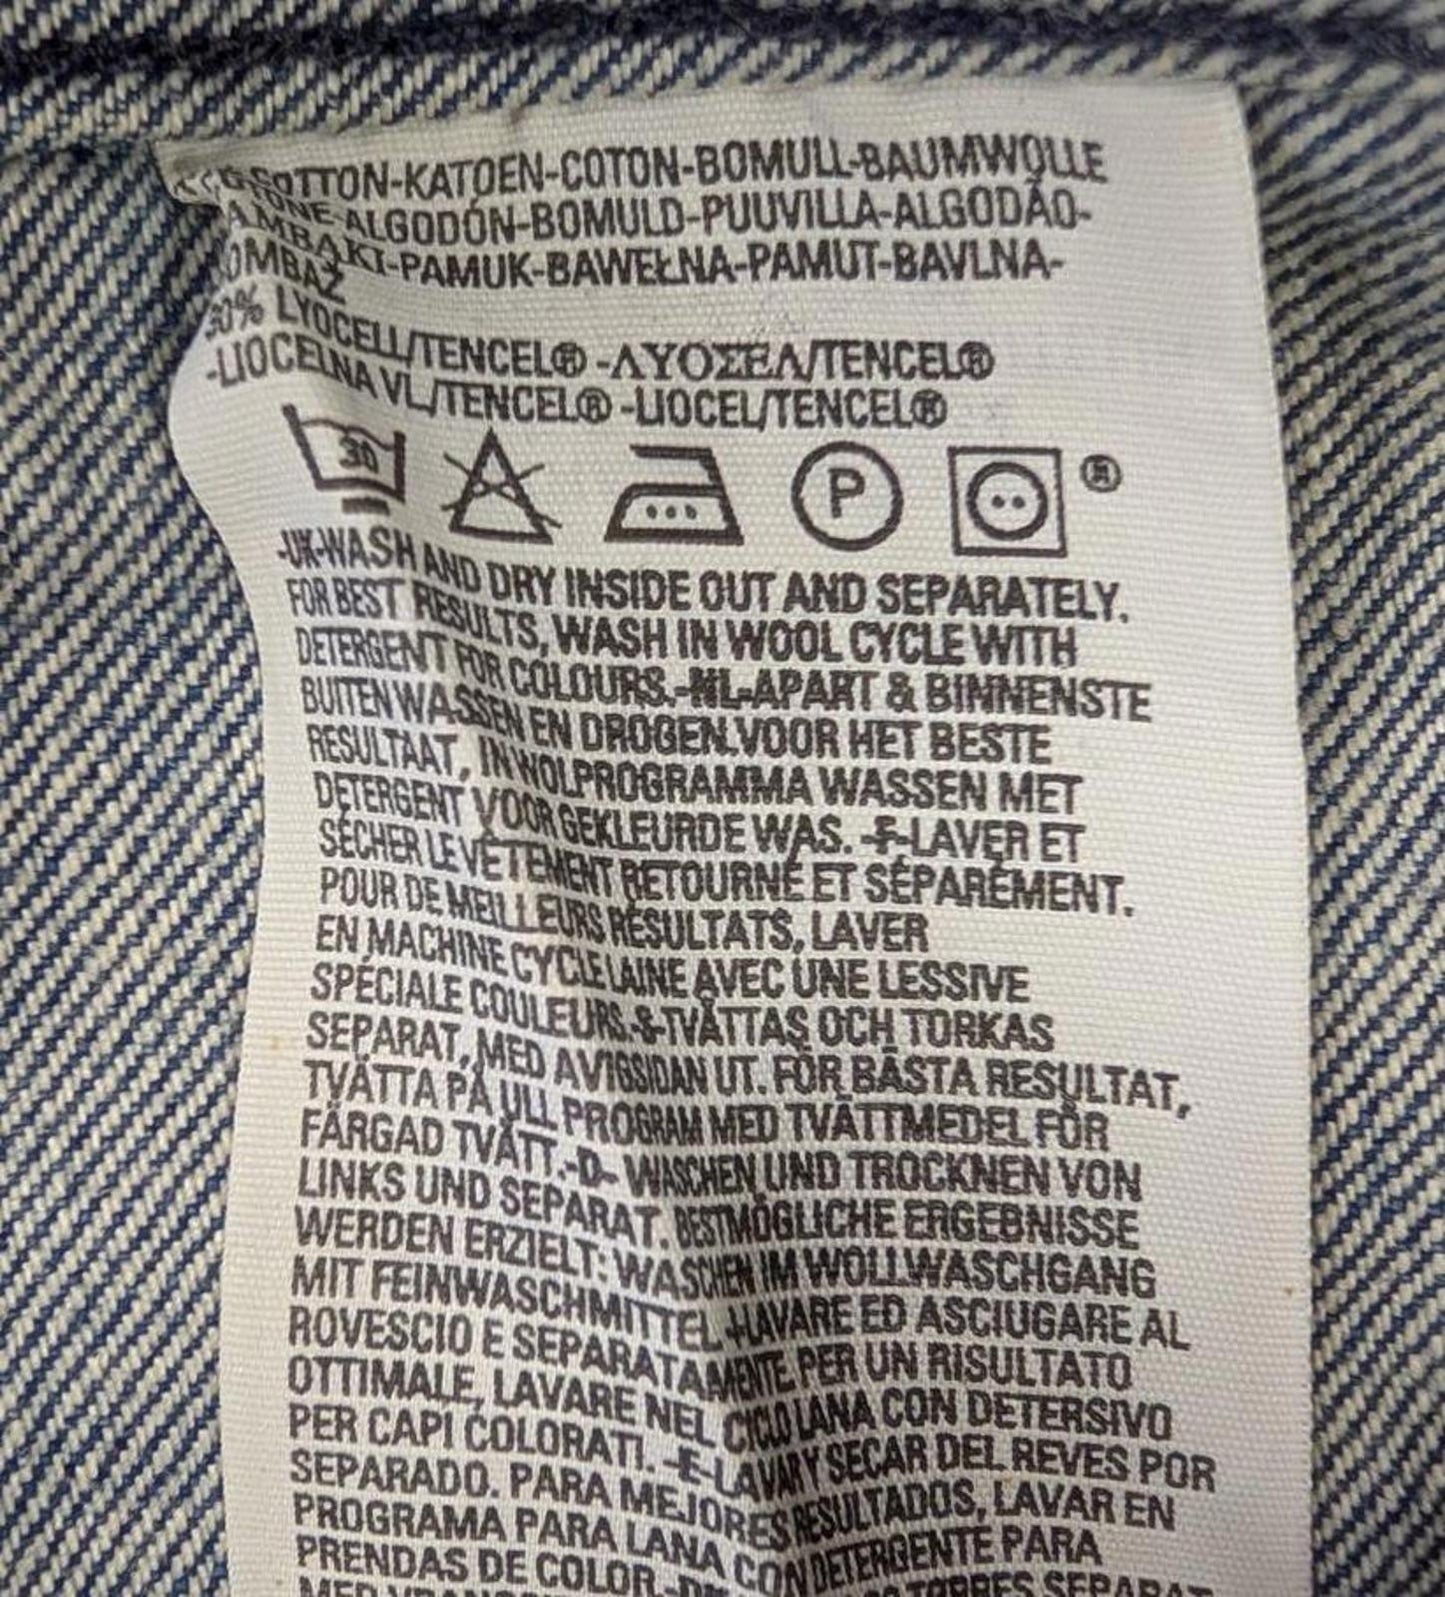 COTTON-KATOEN-COTON-BOMULL-BAUMWOLLE
ALGODÓN-BOMULD-PUUVILLA-ALGODÃO-
AMBAKI-PAMUK-BAWEŁNA-PAMUT-BAVLNA-
OMBAŽ
30% LYOCELL/TENCEL® -ΛΥΟΣΕΛ/TENCEL®
-LIOCELNA VL/TENCEL® -LIOCEL/TENCEL®
30 P ®
-UK-WASH AND DRY INSIDE OUT AND SEPARATELY.
FOR BEST RESULTS, WASH IN WOOL CYCLE WITH
DETERGENT FOR COLOURS.-NL-APART & BINNENSTE
BUITEN WASSEN EN DROGEN.VOOR HET BESTE
RESULTAAT, IN WOLPROGRAMMA WASSEN MET
DETERGENT VOOR GEKLEURDE WAS. -F-LAVER ET
SÉCHER LE VÊTEMENT RETOURNÉ ET SÉPARÉMENT.
POUR DE MEILLEURS RÉSULTATS, LAVER
EN MACHINE CYCLE LAINE AVEC UNE LESSIVE
SPÉCIALE COULEURS.-S-TVÄTTAS OCH TORKAS
SEPARAT, MED AVIGSIDAN UT. FÖR BÄSTA RESULTAT,
TVÄTTA PÅ ULL PROGRAM MED TVÄTTMEDEL FÖR
FÄRGAD TVÄTT.-D- WASCHEN UND TROCKNEN VON
LINKS UND SEPARAT. BESTMÖGLICHE ERGEBNISSE
WERDEN ERZIELT: WASCHEN IM WOLLWASCHGANG
MIT FEINWASCHMITTEL.-I-LAVARE ED ASCIUGARE AL
ROVESCIO E SEPARATAMENTE PER UN RISULTATO
OTTIMALE, LAVARE NEL CICLO LANA CON DETERSIVO
PER CAPI COLORATI. -E-LAVAR Y SECAR DEL REVES POR
SEPARADO. PARA MEJORES RESULTADOS, LAVAR EN
PROGRAMA PARA LANA CON DETERGENTE PARA
PRENDAS DE COLOR.